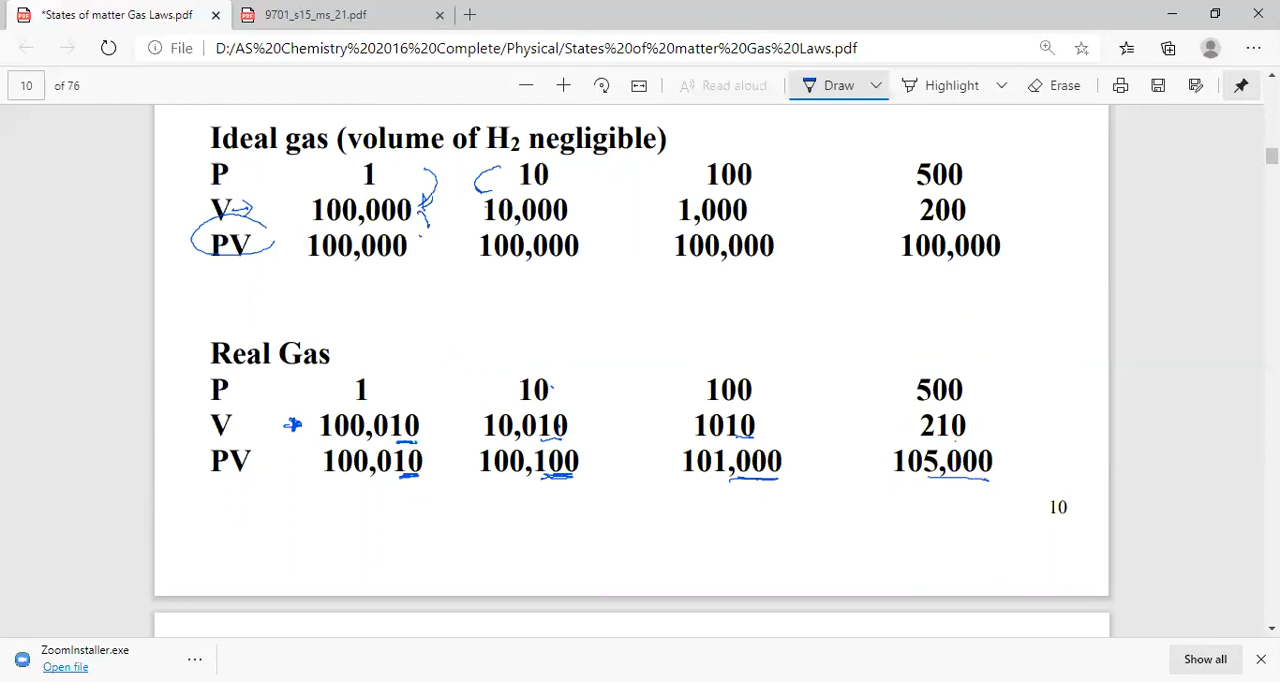 *States of matter Gas Laws.pdf
9701_s15_ms_21.pdf
File D:/AS%20Chemistry%202016%20Complete/Physical/States%20of%20matter%20Gas%20Laws.pdf
10 of 76 Read aloud Draw Highlight Erase
Ideal gas (volume of H₂ negligible)
P 1 10 100 500
V 100,000 10,000 1,000 200
PV 100,000 100,000 100,000 100,000
Real Gas
P 1 10 100 500
V 100,010 10,010 1010 210
PV 100,010 100,100 101,000 105,000
10
ZoomInstaller.exe
Open file
Show all